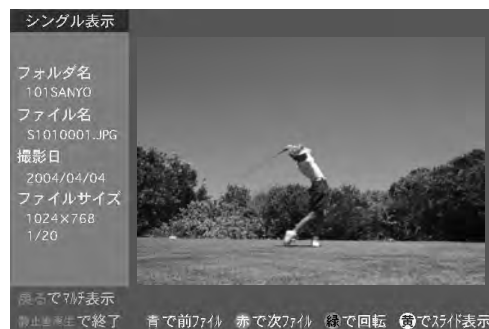 シングル表示
フォルダ名
101SANYO
ファイル名
S1010001.JPG
撮影日
2004/04/04
ファイルサイズ
1024×768
1/20
戻るでマルチ表示
静止画再生で終了 青で前ファイル 赤で次ファイル 緑で回転 黄でスライド表示